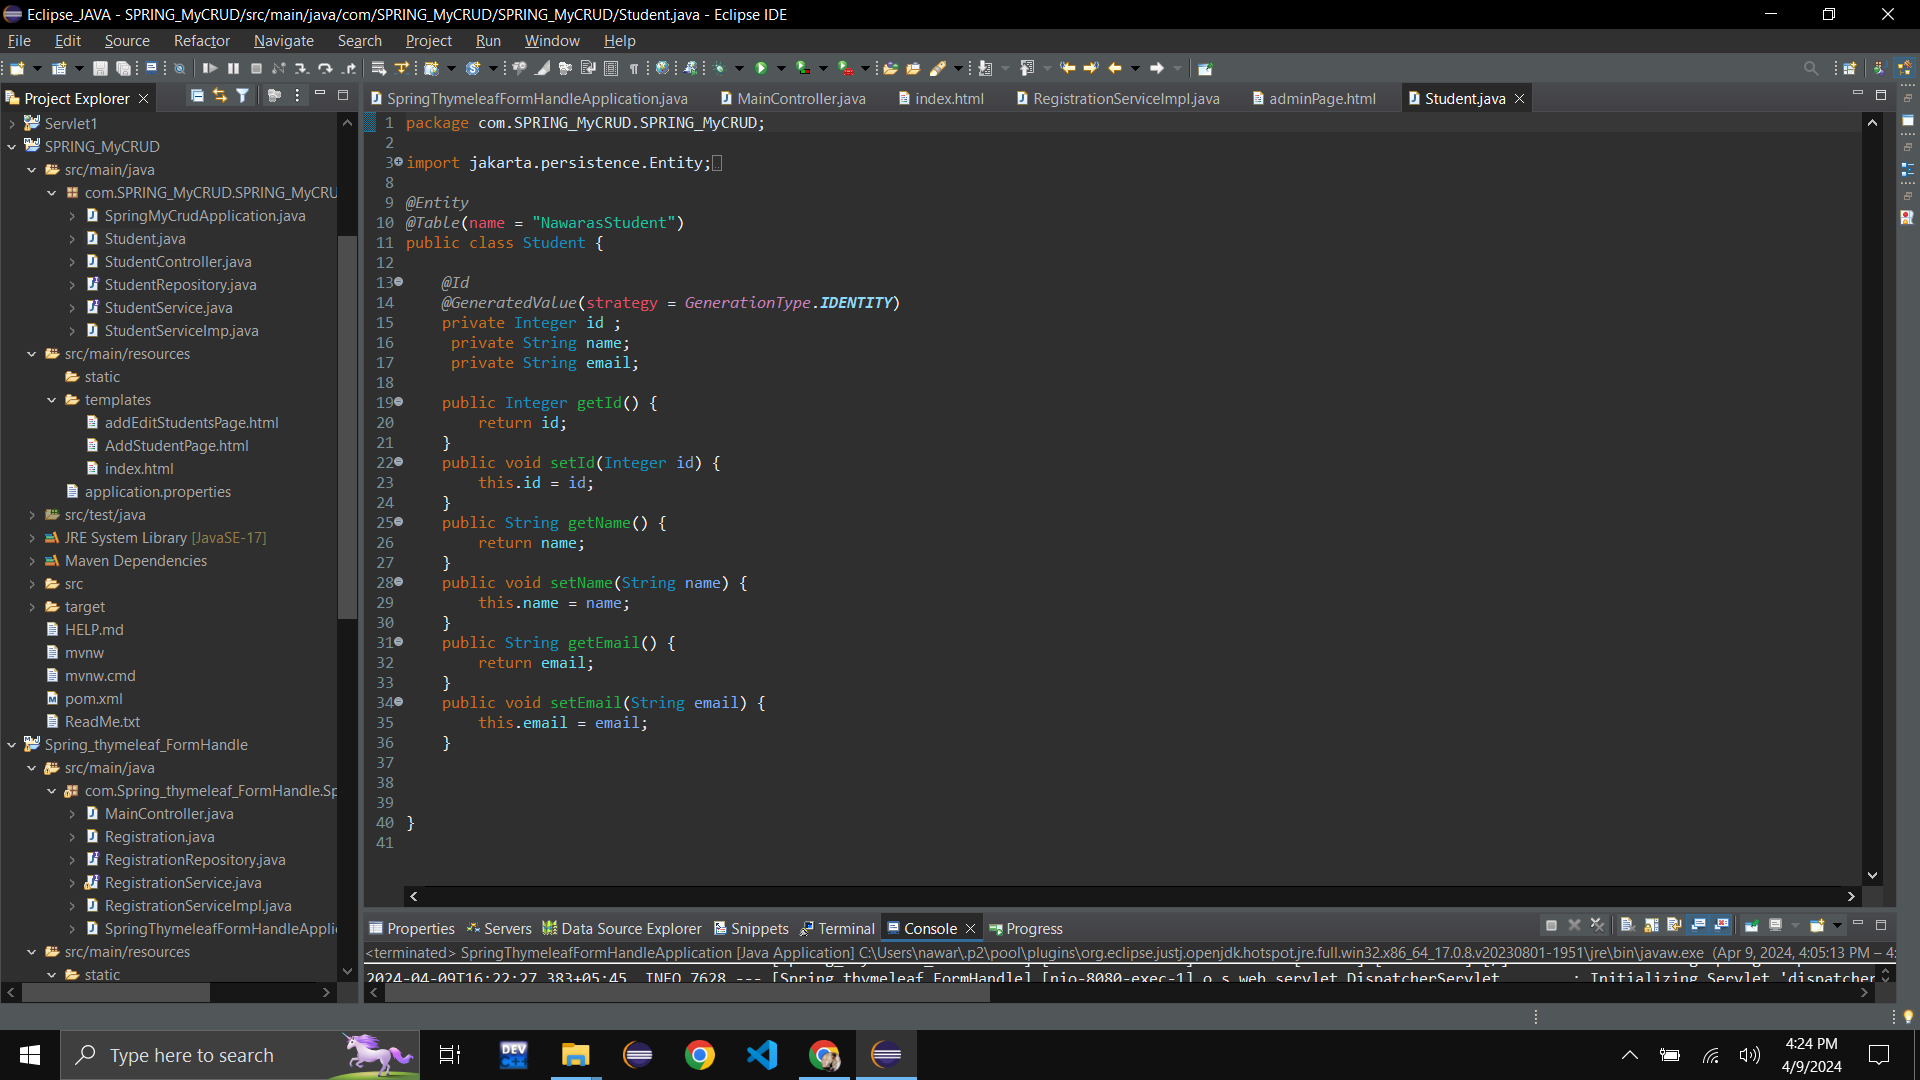 Eclipse_JAVA - SPRING_MyCRUD/src/main/java/com/SPRING_MyCRUD/SPRING_MyCRUD/Student.java - Eclipse IDE
File Edit Source Refactor Navigate Search Project Run Window Help
Project Explorer
Servlet1
SPRING_MyCRUD
src/main/java
com.SPRING_MyCRUD.SPRING_MyCRU
SpringMyCrudApplication.java
Student.java
StudentController.java
StudentRepository.java
StudentService.java
StudentServiceImp.java
src/main/resources
static
templates
addEditStudentsPage.html
AddStudentPage.html
index.html
application.properties
src/test/java
JRE System Library [JavaSE-17]
Maven Dependencies
src
target
HELP.md
mvnw
mvnw.cmd
pom.xml
ReadMe.txt
Spring_thymeleaf_FormHandle
src/main/java
com.Spring_thymeleaf_FormHandle.Sp
MainController.java
Registration.java
RegistrationRepository.java
RegistrationService.java
RegistrationServiceImpl.java
SpringThymeleafFormHandleAppli
src/main/resources
static
SpringThymeleafFormHandleApplication.java MainController.java index.html RegistrationServiceImpl.java adminPage.html Student.java
1 package com.SPRING_MyCRUD.SPRING_MyCRUD;
2
3 import jakarta.persistence.Entity;
8
9 @Entity
10 @Table(name = "NawarasStudent")
11 public class Student {
12
13 @Id
14 @GeneratedValue(strategy = GenerationType.IDENTITY)
15 private Integer id ;
16 private String name;
17 private String email;
18
19 public Integer getId() {
20 return id;
21 }
22 public void setId(Integer id) {
23 this.id = id;
24 }
25 public String getName() {
26 return name;
27 }
28 public void setName(String name) {
29 this.name = name;
30 }
31 public String getEmail() {
32 return email;
33 }
34 public void setEmail(String email) {
35 this.email = email;
36 }
37
38
39
40 }
41
Properties Servers Data Source Explorer Snippets Terminal Console Progress
<terminated> SpringThymeleafFormHandleApplication [Java Application] C:\Users\nawar\.p2\pool\plugins\org.eclipse.justj.openjdk.hotspot.jre.full.win32.x86_64_17.0.8.v20230801-1951\jre\bin\javaw.exe (Apr 9, 2024, 4:05:13 PM – 4:
2024-04-09T16:22:27.383+05:45 INFO 7628 --- [Spring_thymeleaf_FormHandle] [nio-8080-exec-1] o.s.web.servlet.DispatcherServlet : Initializing Servlet 'dispatcher
Type here to search
DEV
C++
4:24 PM
4/9/2024